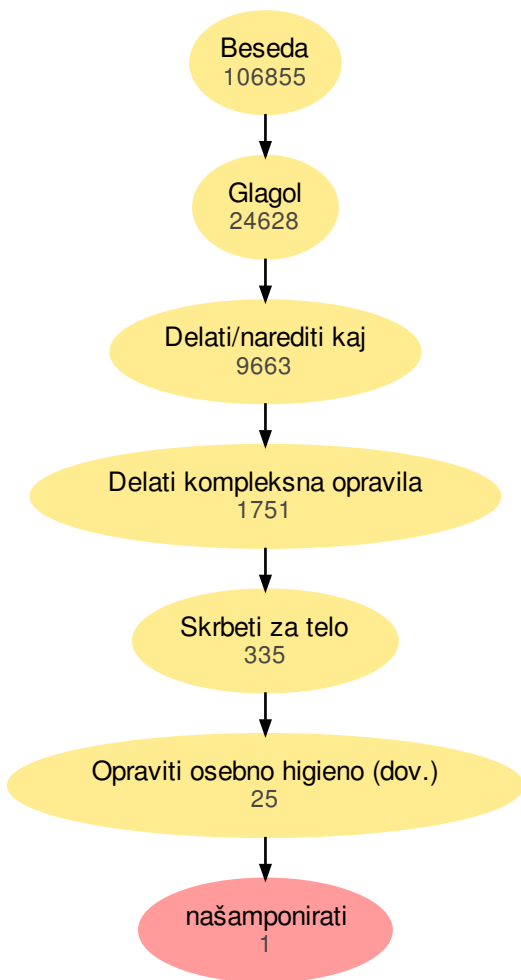 Beseda
106855
Glagol
24628
Delati/narediti kaj
9663
Delati kompleksna opravila
1751
Skrbeti za telo
335
Opraviti osebno higieno (dov.)
25
našamponirati
1